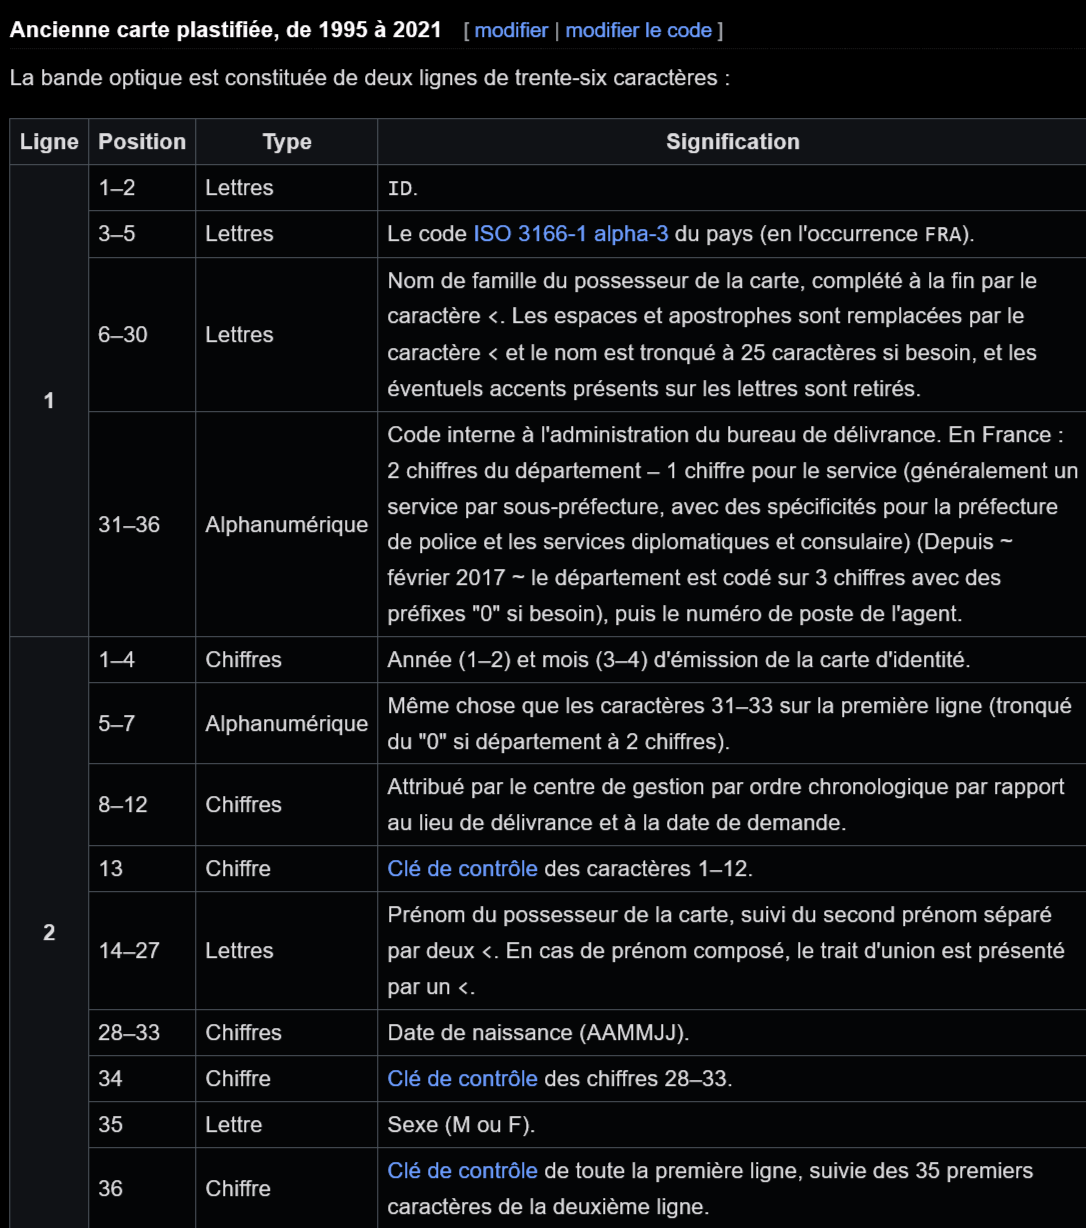 Ancienne carte plastifiée, de 1995 à 2021 [ modifier | modifier le code ]
La bande optique est constituée de deux lignes de trente-six caractères :
Ligne Position Type Signification
1
1–2 Lettres ID.
3–5 Lettres Le code ISO 3166-1 alpha-3 du pays (en l'occurrence FRA).
6–30 Lettres Nom de famille du possesseur de la carte, complété à la fin par le
caractère <. Les espaces et apostrophes sont remplacées par le
caractère < et le nom est tronqué à 25 caractères si besoin, et les
éventuels accents présents sur les lettres sont retirés.
31–36 Alphanumérique Code interne à l'administration du bureau de délivrance. En France :
2 chiffres du département – 1 chiffre pour le service (généralement un
service par sous-préfecture, avec des spécificités pour la préfecture
de police et les services diplomatiques et consulaire) (Depuis ~
février 2017 ~ le département est codé sur 3 chiffres avec des
préfixes "0" si besoin), puis le numéro de poste de l'agent.
2
1–4 Chiffres Année (1–2) et mois (3–4) d'émission de la carte d'identité.
5–7 Alphanumérique Même chose que les caractères 31–33 sur la première ligne (tronqué
du "0" si département à 2 chiffres).
8–12 Chiffres Attribué par le centre de gestion par ordre chronologique par rapport
au lieu de délivrance et à la date de demande.
13 Chiffre Clé de contrôle des caractères 1–12.
14–27 Lettres Prénom du possesseur de la carte, suivi du second prénom séparé
par deux <. En cas de prénom composé, le trait d'union est présenté
par un <.
28–33 Chiffres Date de naissance (AAMMJJ).
34 Chiffre Clé de contrôle des chiffres 28–33.
35 Lettre Sexe (M ou F).
36 Chiffre Clé de contrôle de toute la première ligne, suivie des 35 premiers
caractères de la deuxième ligne.